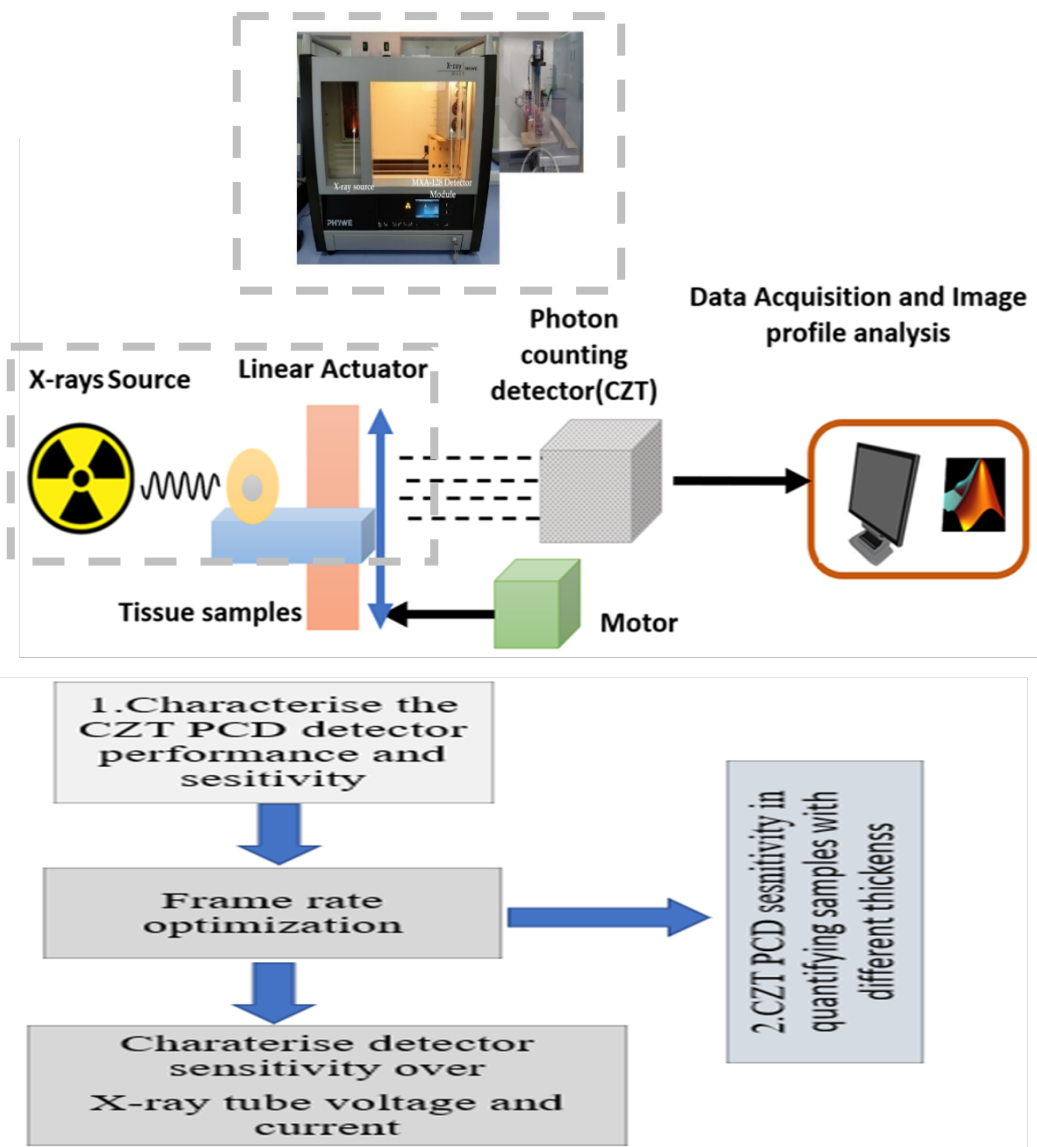 X-ray
X-ray source
MXA-128 Detector
Module
PHYWE
Data Acquisition and Image
profile analysis
Photon
counting
detector(CZT)
Linear Actuator
X-rays Source
Tissue samples
Motor
1.Characterise the
CZT PCD detector
performance and
sesitivity
Frame rate
optimization
Charaterise detector
sensitivity over
X-ray tube voltage and
current
2.CZT PCD sesnitivity in
quantifying samples with
different thickenss